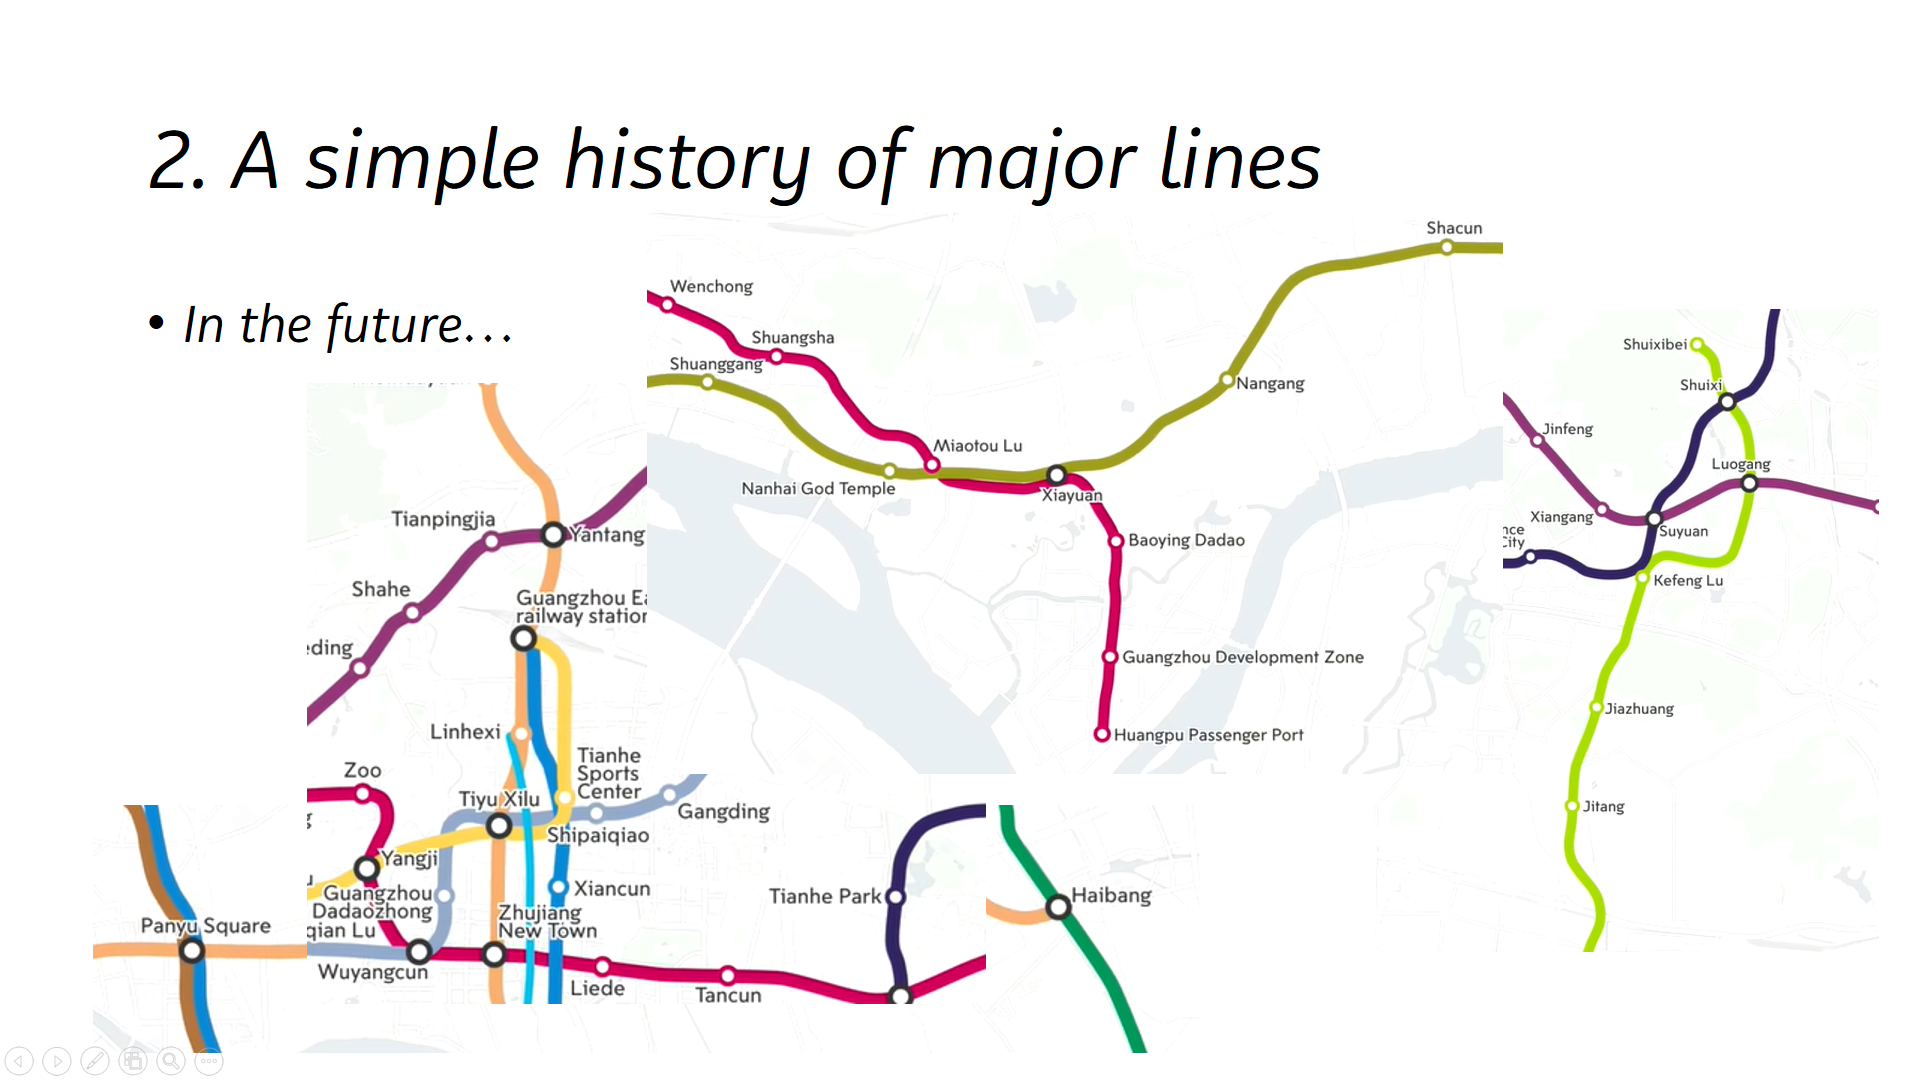 2. A simple history of major lines
• In the future…
Shacun
Wenchong
Shuangsha
Shuanggang
Nangang
Miaotou Lu
Nanhai God Temple
Xiayuan
Baoying Dadao
Guangzhou Development Zone
Huangpu Passenger Port
Shuixibei
Shuixi
Jinfeng
Luogang
Xiangang
Suyuan
nce
City
Kefeng Lu
Jiazhuang
Jitang
Tianpingjia
Yantang
Shahe
Guangzhou Ea
railway station
eding
Linhexi
Tianhe
Sports
Center
Zoo
Tiyu Xilu
Gangding
Shipaiqiao
Yangji
Guangzhou
Dadaozhong
qian Lu
Xiancun
Zhujiang
New Town
Wuyangcun
Liede
Tancun
Tianhe Park
Panyu Square
Haibang